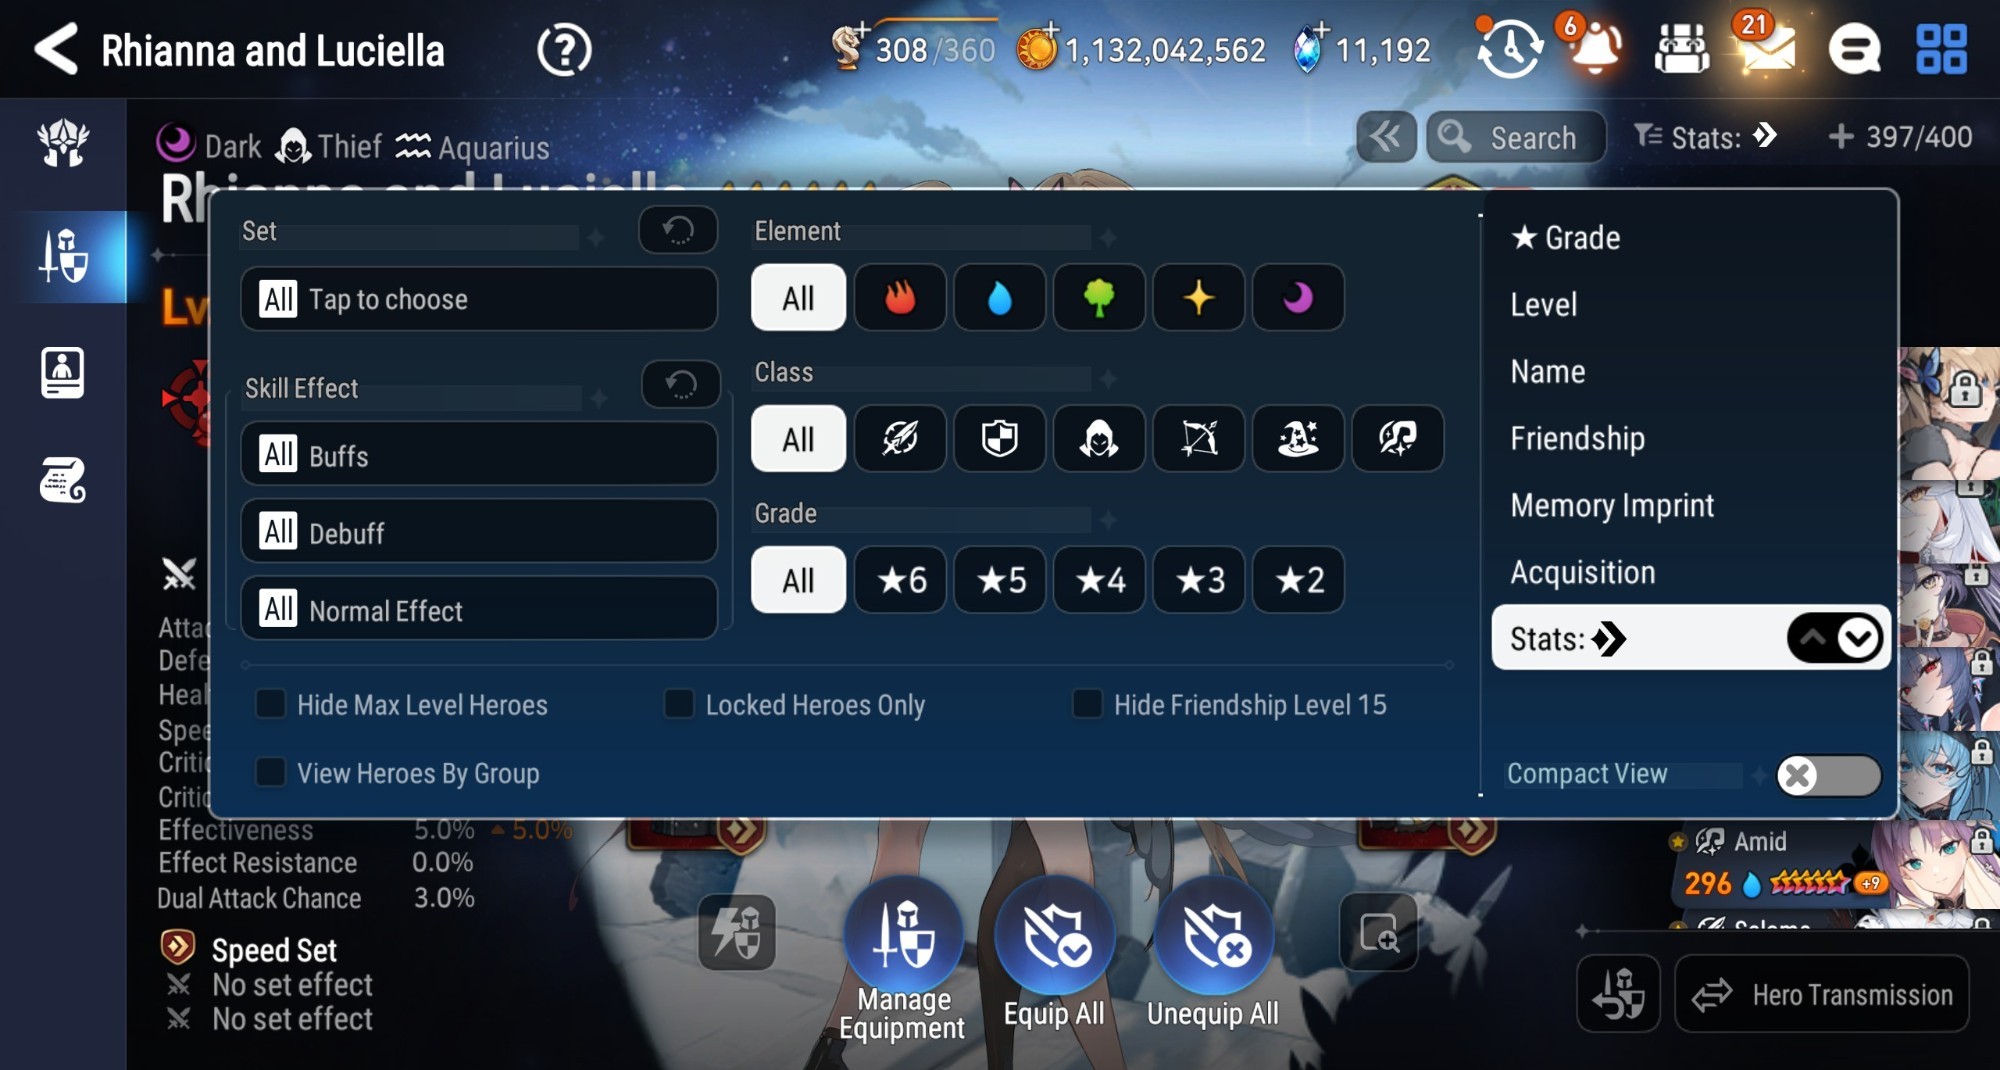 Rhianna and Luciella
?
308/360
1,132,042,562
11,192
6
21
Dark Thief Aquarius
Search
Stats:
397/400
Set
All Tap to choose
Skill Effect
All Buffs
All Debuff
All Normal Effect
Element
All
Class
All
Grade
All ★6 ★5 ★4 ★3 ★2
Hide Max Level Heroes
Locked Heroes Only
Hide Friendship Level 15
View Heroes By Group
★ Grade
Level
Name
Friendship
Memory Imprint
Acquisition
Stats:
Compact View
Effectiveness 5.0% 5.0%
Effect Resistance 0.0%
Dual Attack Chance 3.0%
Speed Set
No set effect
No set effect
Manage
Equipment
Equip All
Unequip All
Amid
296 +9
Hero Transmission